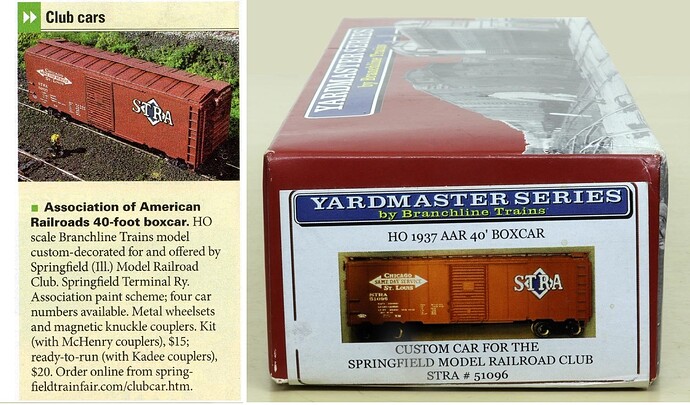 Club cars
STRA
Association of American
Railroads 40-foot boxcar. HO
scale Branchline Trains model
custom-decorated for and offered by
Springfield (Ill.) Model Railroad
Club. Springfield Terminal Ry.
Association paint scheme; four car
numbers available. Metal wheelsets
and magnetic knuckle couplers. Kit
(with McHenry couplers), $15;
ready-to-run (with Kadee couplers),
$20. Order online from spring-
fieldtrainfair.com/clubcar.htm.
YARDMASTER SERIES
by Branchline Trains
YARDMASTER SERIES
by Branchline Trains
HO 1937 AAR 40' BOXCAR
CHICAGO
SAME DAY SERVICE
ST. LOUIS
STRA
51096
STRA
CUSTOM CAR FOR THE
SPRINGFIELD MODEL RAILROAD CLUB
STRA # 51096